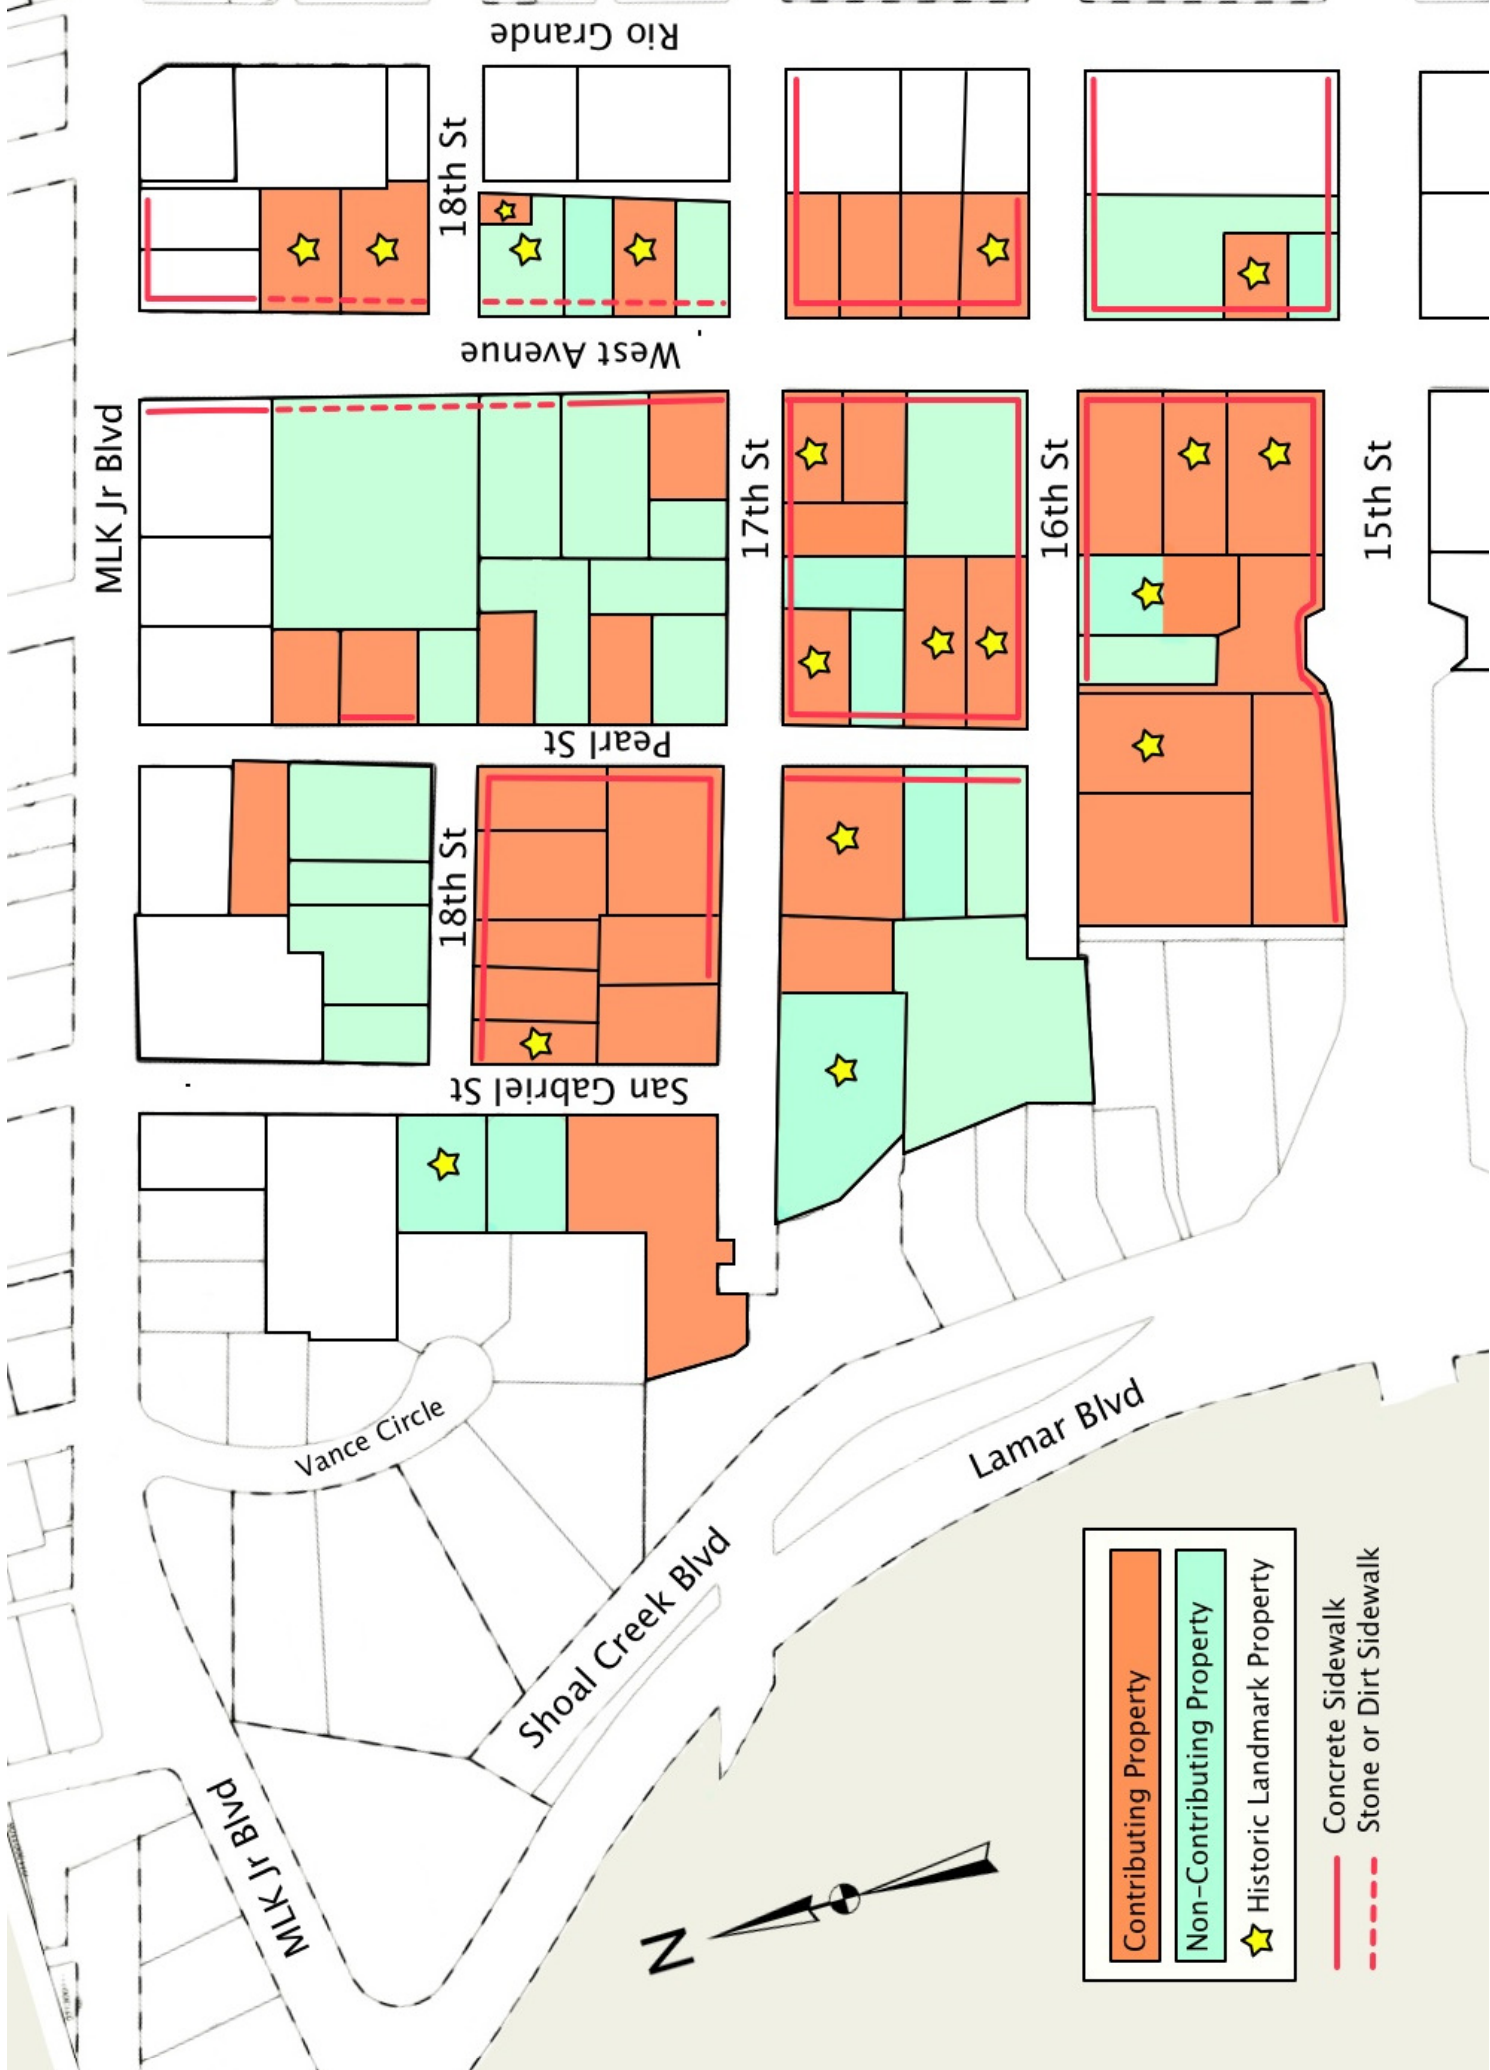 Rio Grande
18th St
West Avenue
MLK Jr Blvd
17th St
16th St
15th St
Pearl St
18th St
San Gabriel St
Vance Circle
Lamar Blvd
Shoal Creek Blvd
MLK Jr Blvd
N
Contributing Property
Non-Contributing Property
Historic Landmark Property
Concrete Sidewalk
Stone or Dirt Sidewalk